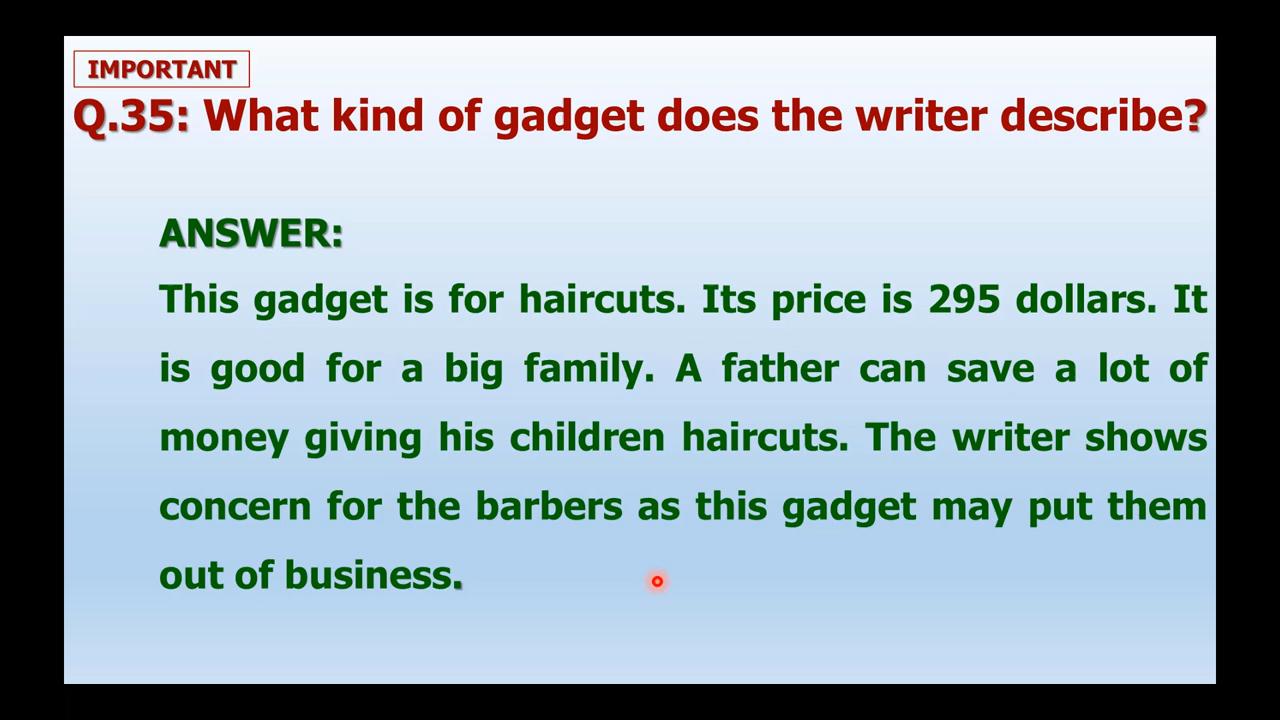 IMPORTANT
Q.35: What kind of gadget does the writer describe?
ANSWER:
This gadget is for haircuts. Its price is 295 dollars. It
is good for a big family. A father can save a lot of
money giving his children haircuts. The writer shows
concern for the barbers as this gadget may put them
out of business.